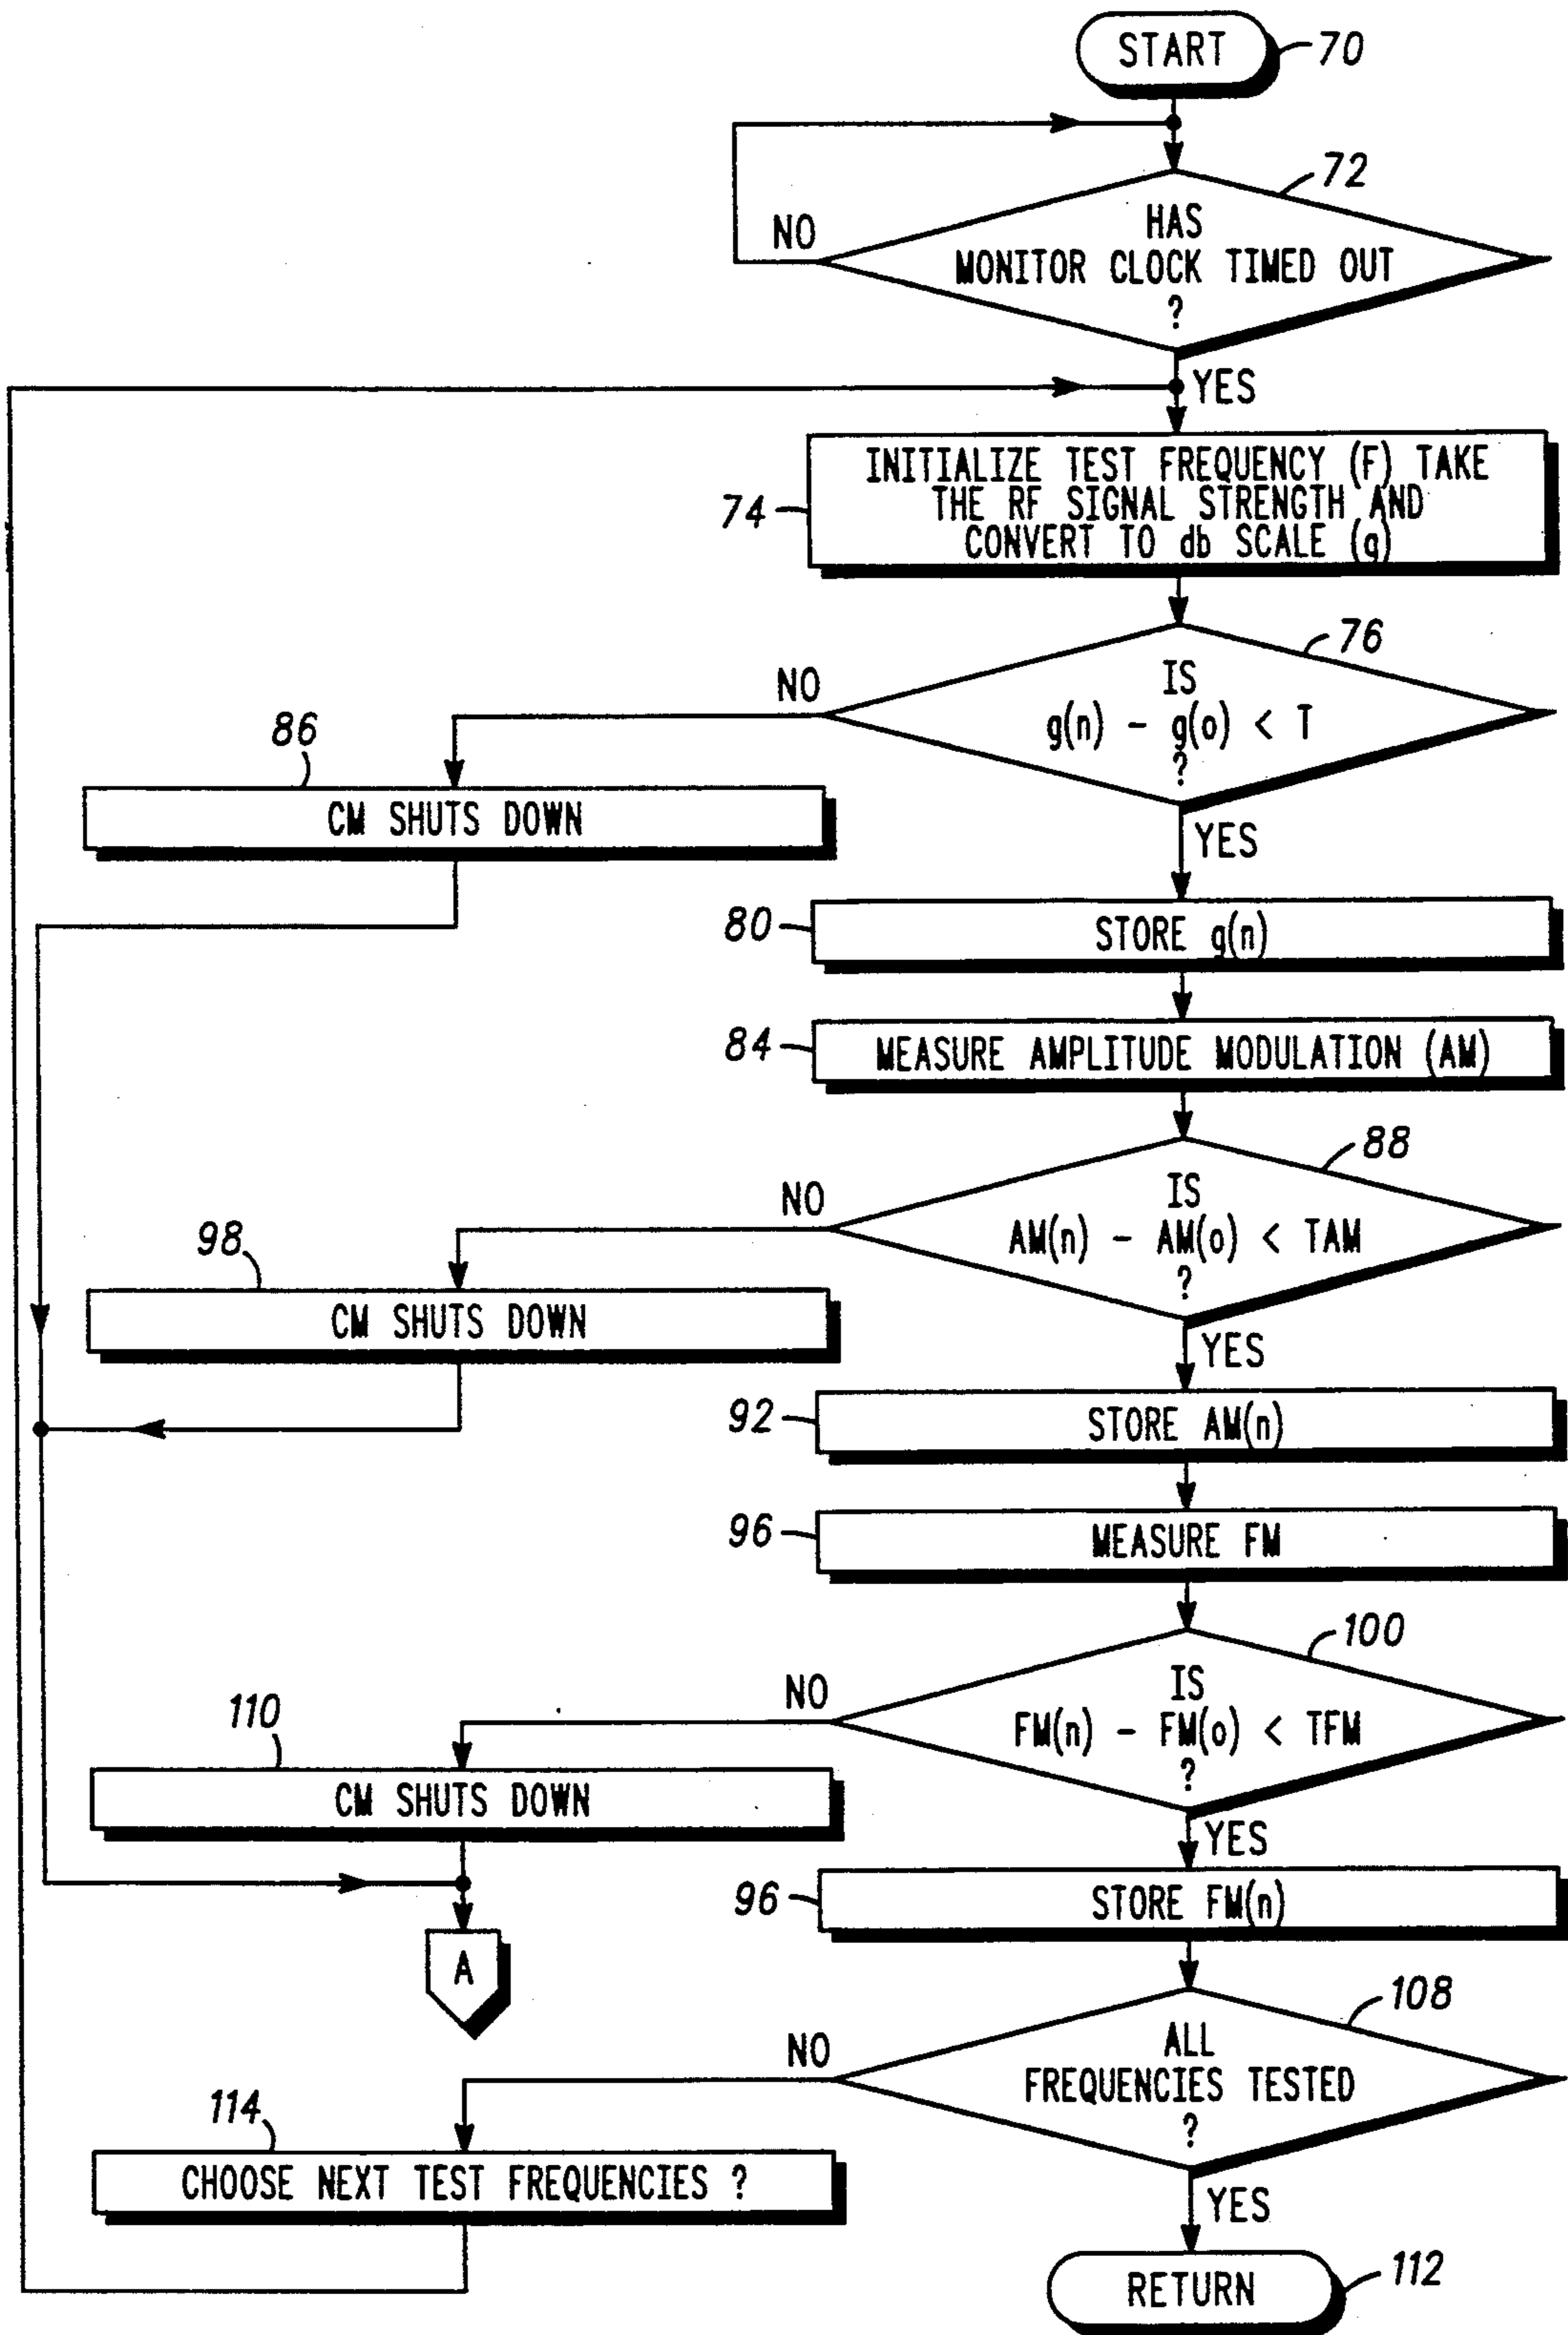 START
70
72
HAS
MONITOR CLOCK TIMED OUT
?
NO
YES
INITIALIZE TEST FREQUENCY (F) TAKE
THE RF SIGNAL STRENGTH AND
CONVERT TO db SCALE (g)
74
76
IS
g(n) - g(o) < T
?
NO
86
CM SHUTS DOWN
YES
80
STORE g(n)
84
MEASURE AMPLITUDE MODULATION (AM)
88
IS
AM(n) - AM(o) < TAM
?
NO
98
CM SHUTS DOWN
YES
92
STORE AM(n)
96
MEASURE FM
100
IS
FM(n) - FM(o) < TFM
?
NO
110
CM SHUTS DOWN
YES
96
STORE FM(n)
A
108
ALL
FREQUENCIES TESTED
?
NO
114
CHOOSE NEXT TEST FREQUENCIES ?
YES
RETURN
112